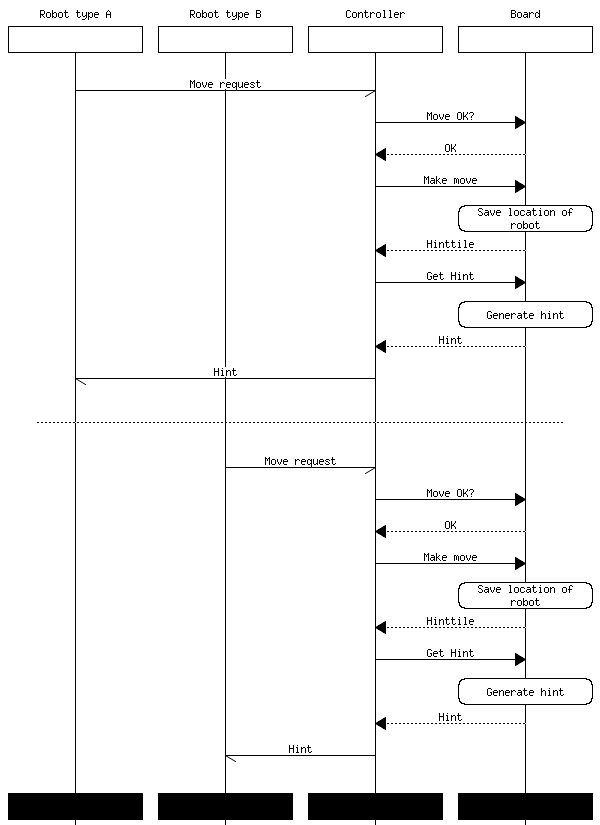 Robot type A Robot type B Controller Board
Move request
Move OK?
OK
Make move
Save location of
robot
Hinttile
Get Hint
Generate hint
Hint
Hint
Move request
Move OK?
OK
Make move
Save location of
robot
Hinttile
Get Hint
Generate hint
Hint
Hint